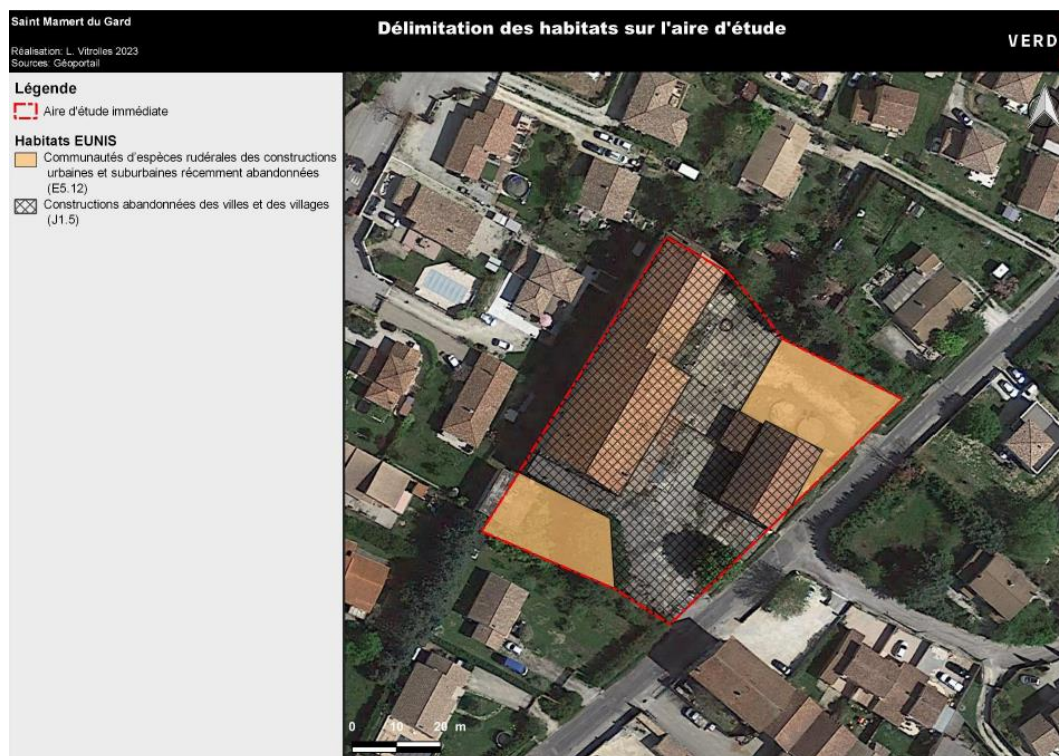 Saint Mamert du Gard
Délimitation des habitats sur l'aire d'étude
Réalisation: L. Vitrolles 2023
Sources: Géoportail
VERD
Légende
Aire d'étude immédiate
Habitats EUNIS
Communautés d'espèces rudérales des constructions
urbaines et suburbaines récemment abandonnées
(E5.12)
Constructions abandonnées des villes et des villages
(J1.5)
0 10 20 m